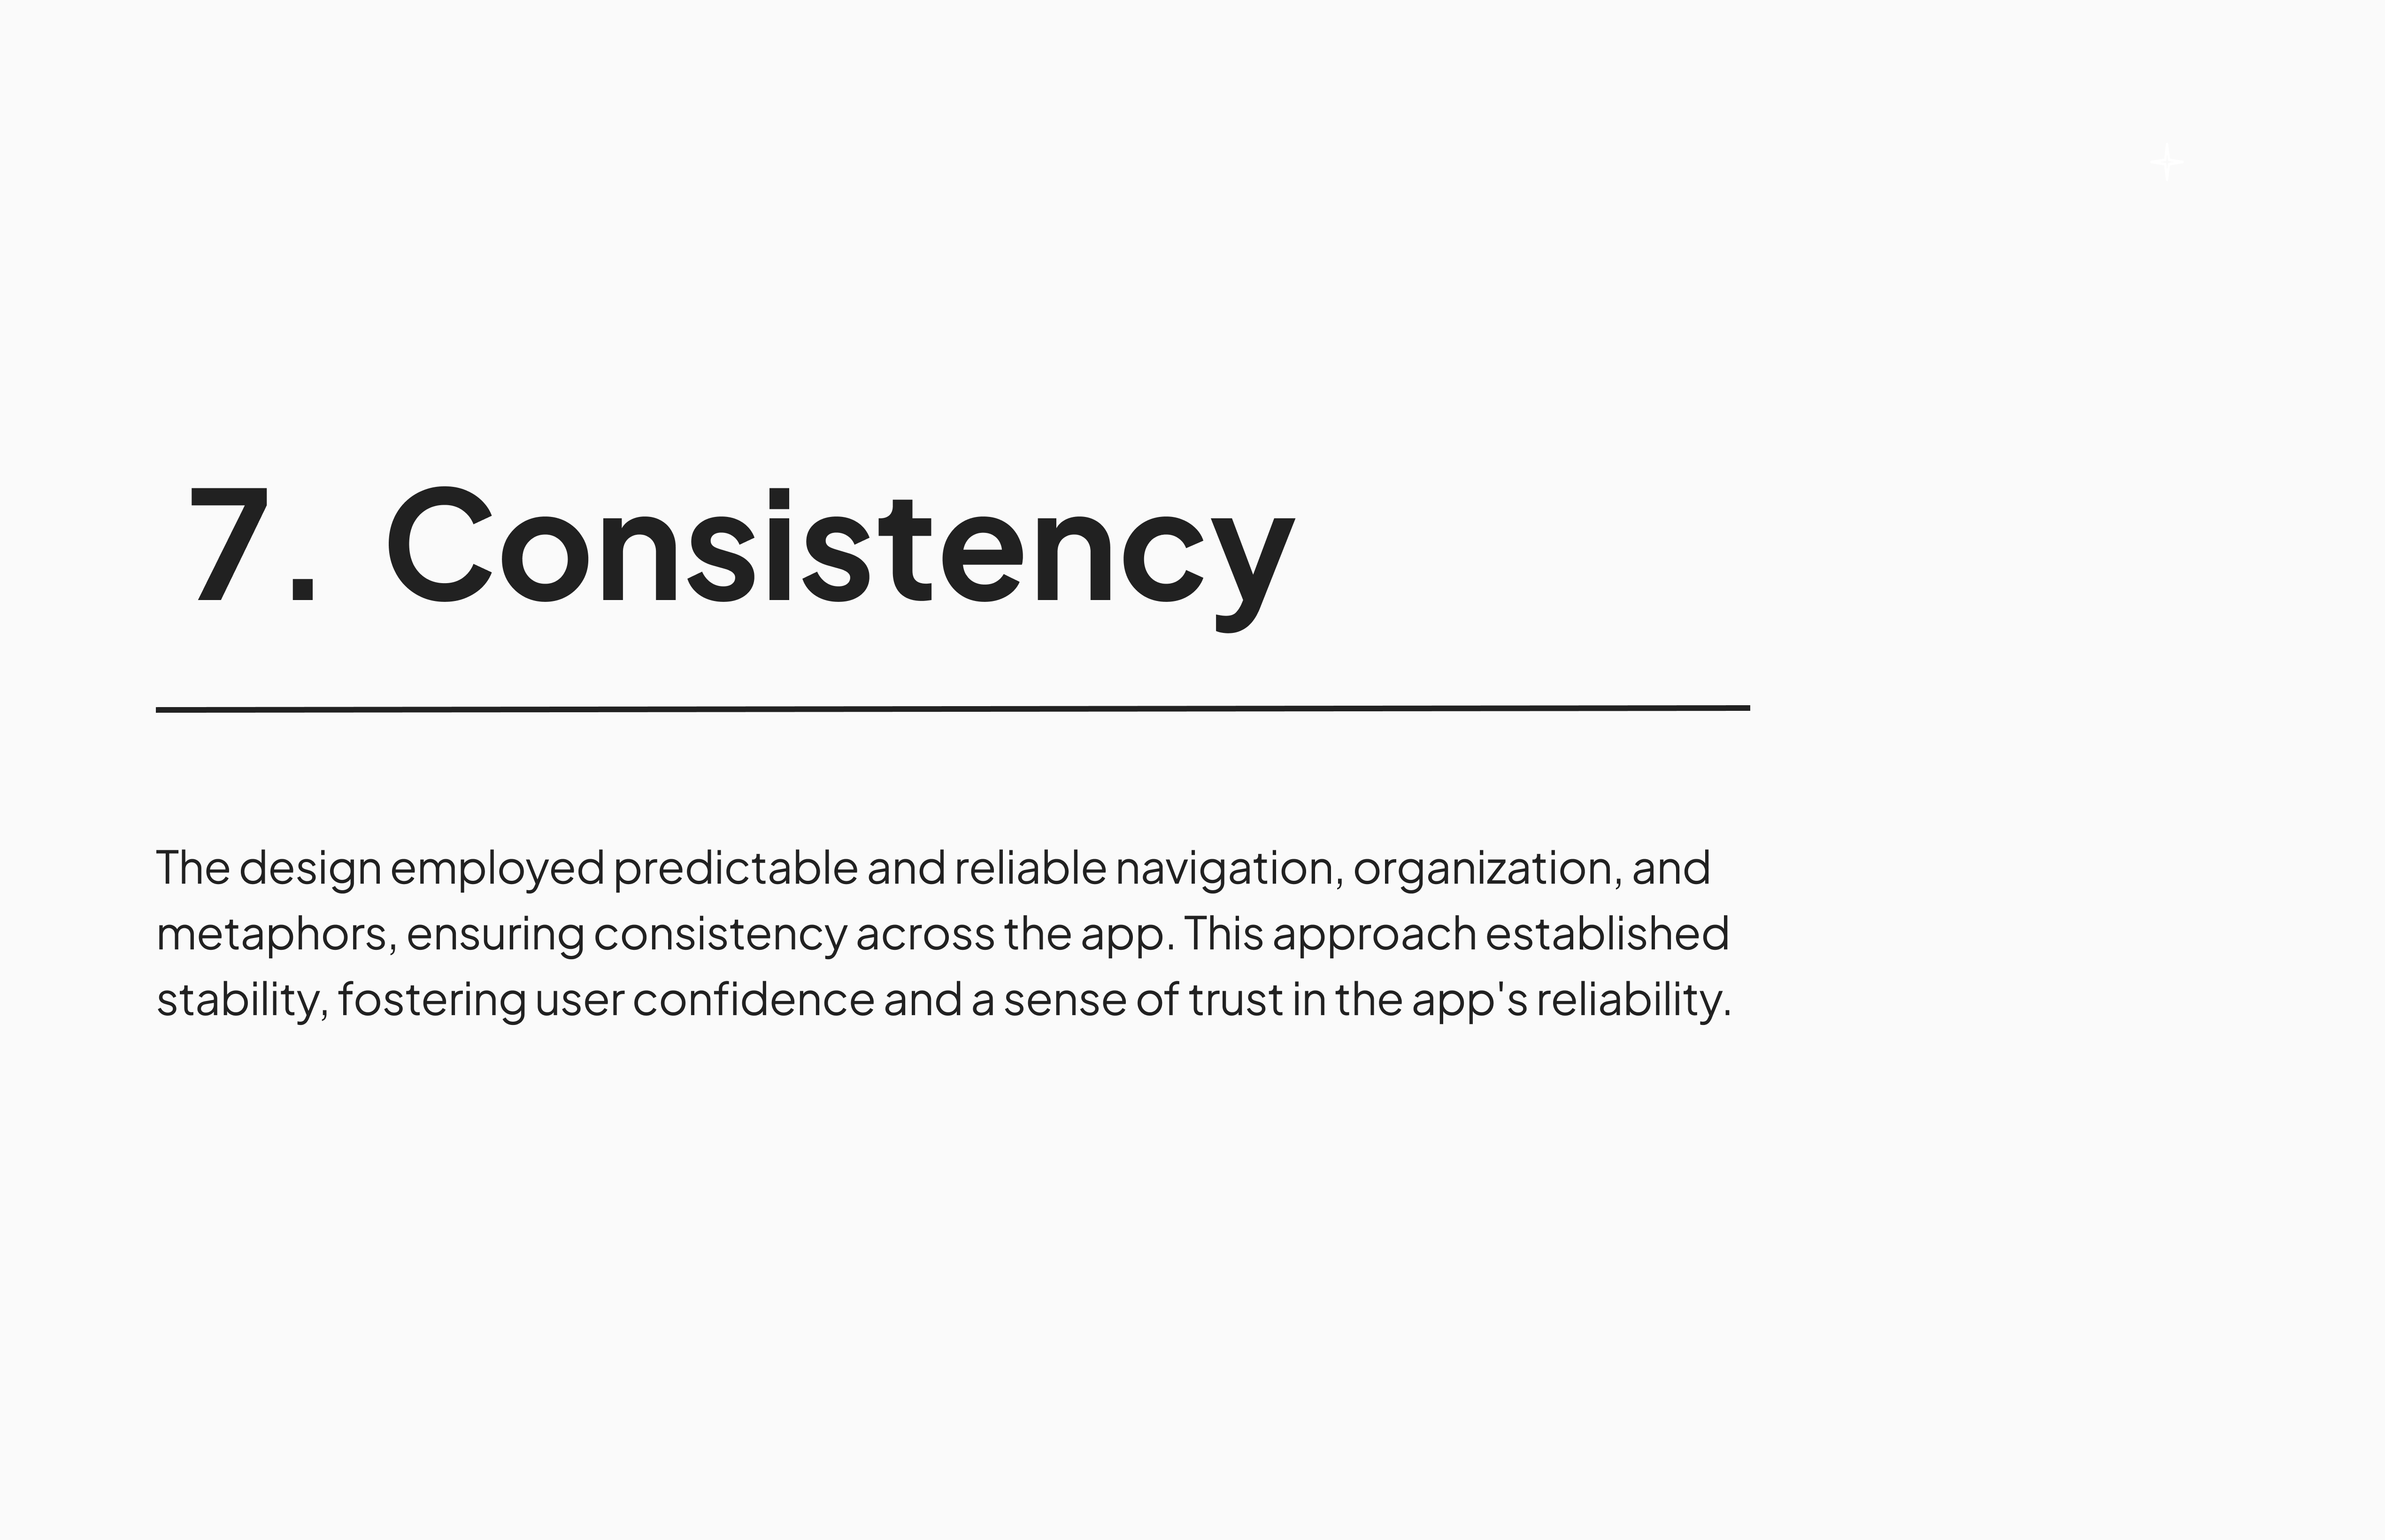 7. Consistency
The design employed predictable and reliable navigation, organization, and
metaphors, ensuring consistency across the app. This approach established
stability, fostering user confidence and a sense of trust in the app's reliability.